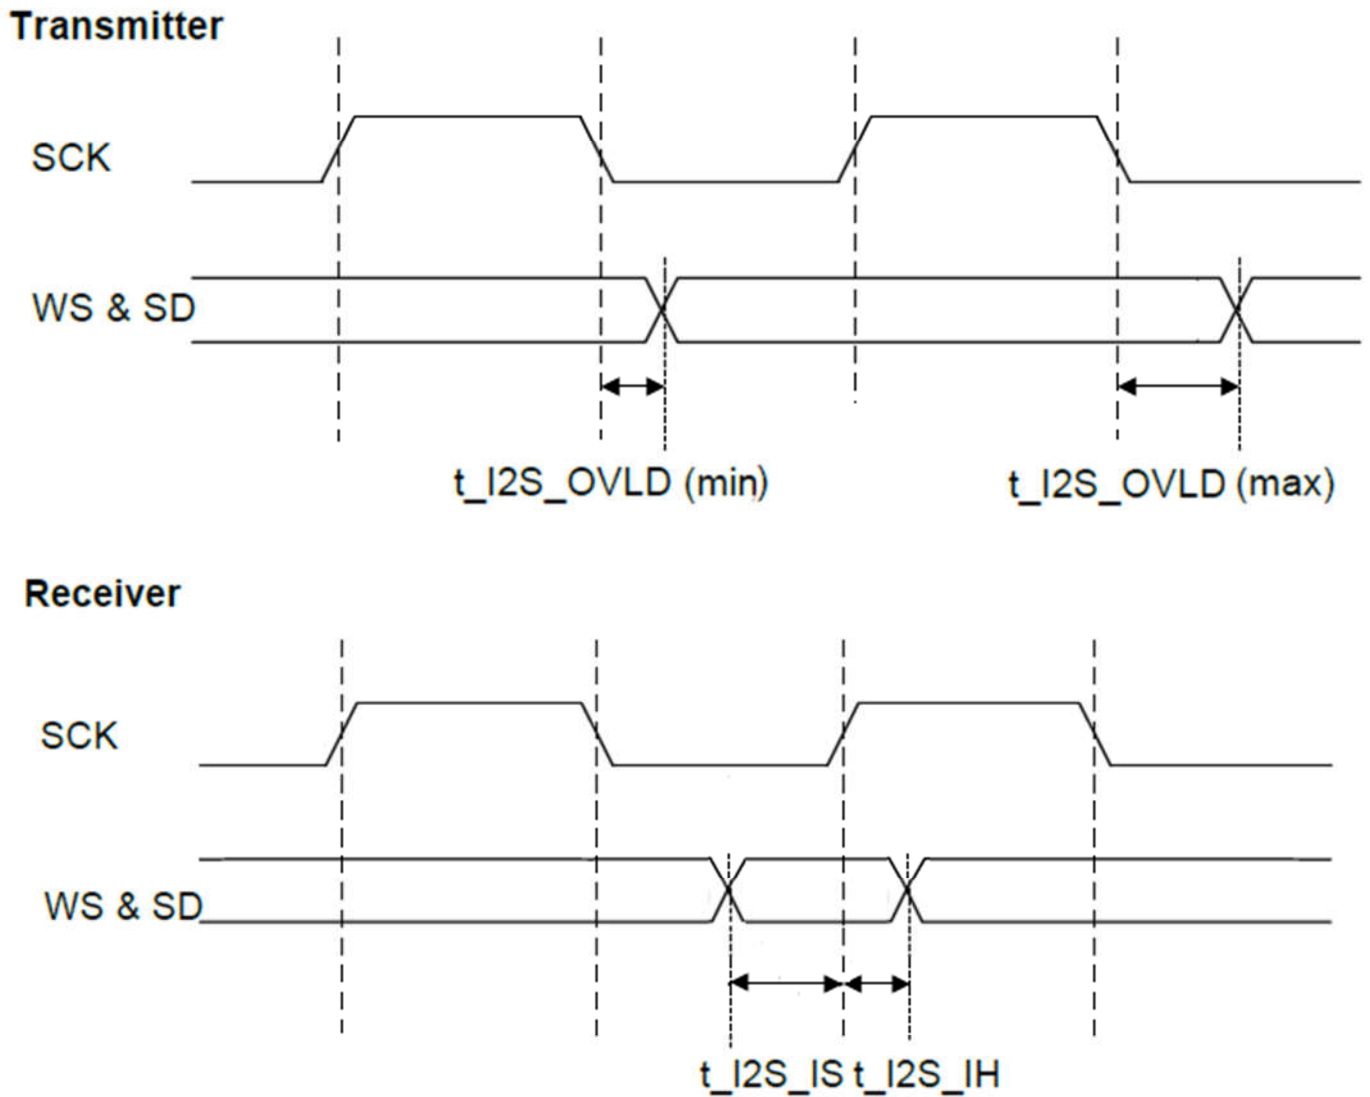 Transmitter
SCK
WS & SD
t_I2S_OVLD (min) t_I2S_OVLD (max)
Receiver
SCK
WS & SD
t_I2S_IS t_I2S_IH